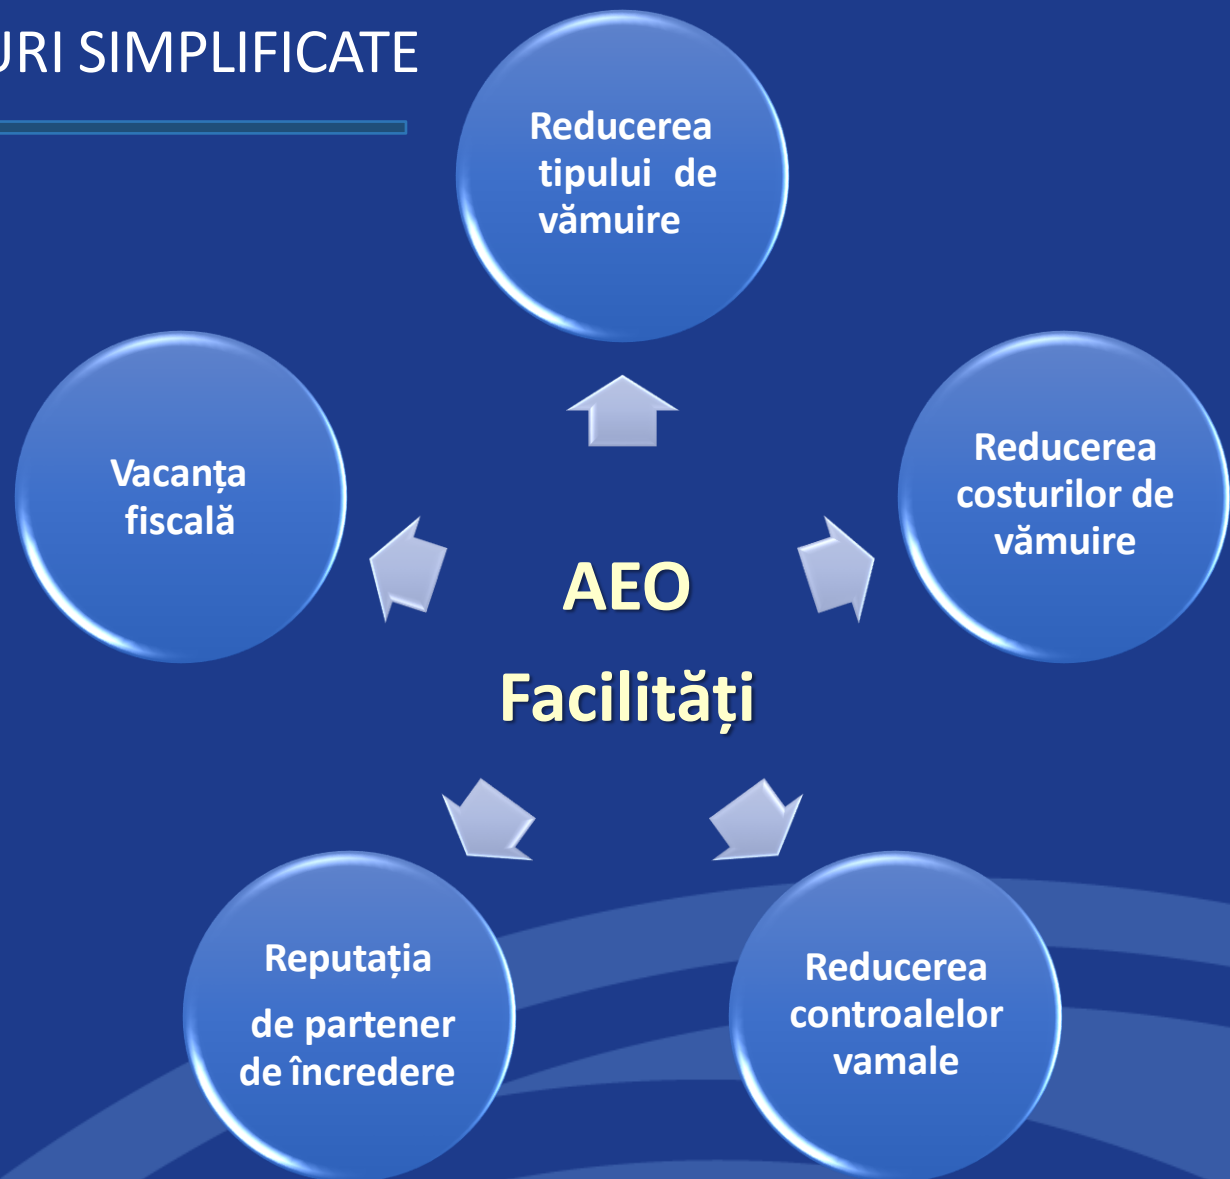 URI SIMPLIFICATE
Reducerea
tipului de
vămuire
Vacanța
fiscală
Reducerea
costurilor de
vămuire
AEO
Facilități
Reputația
de partener
de încredere
Reducerea
controalelor
vamale